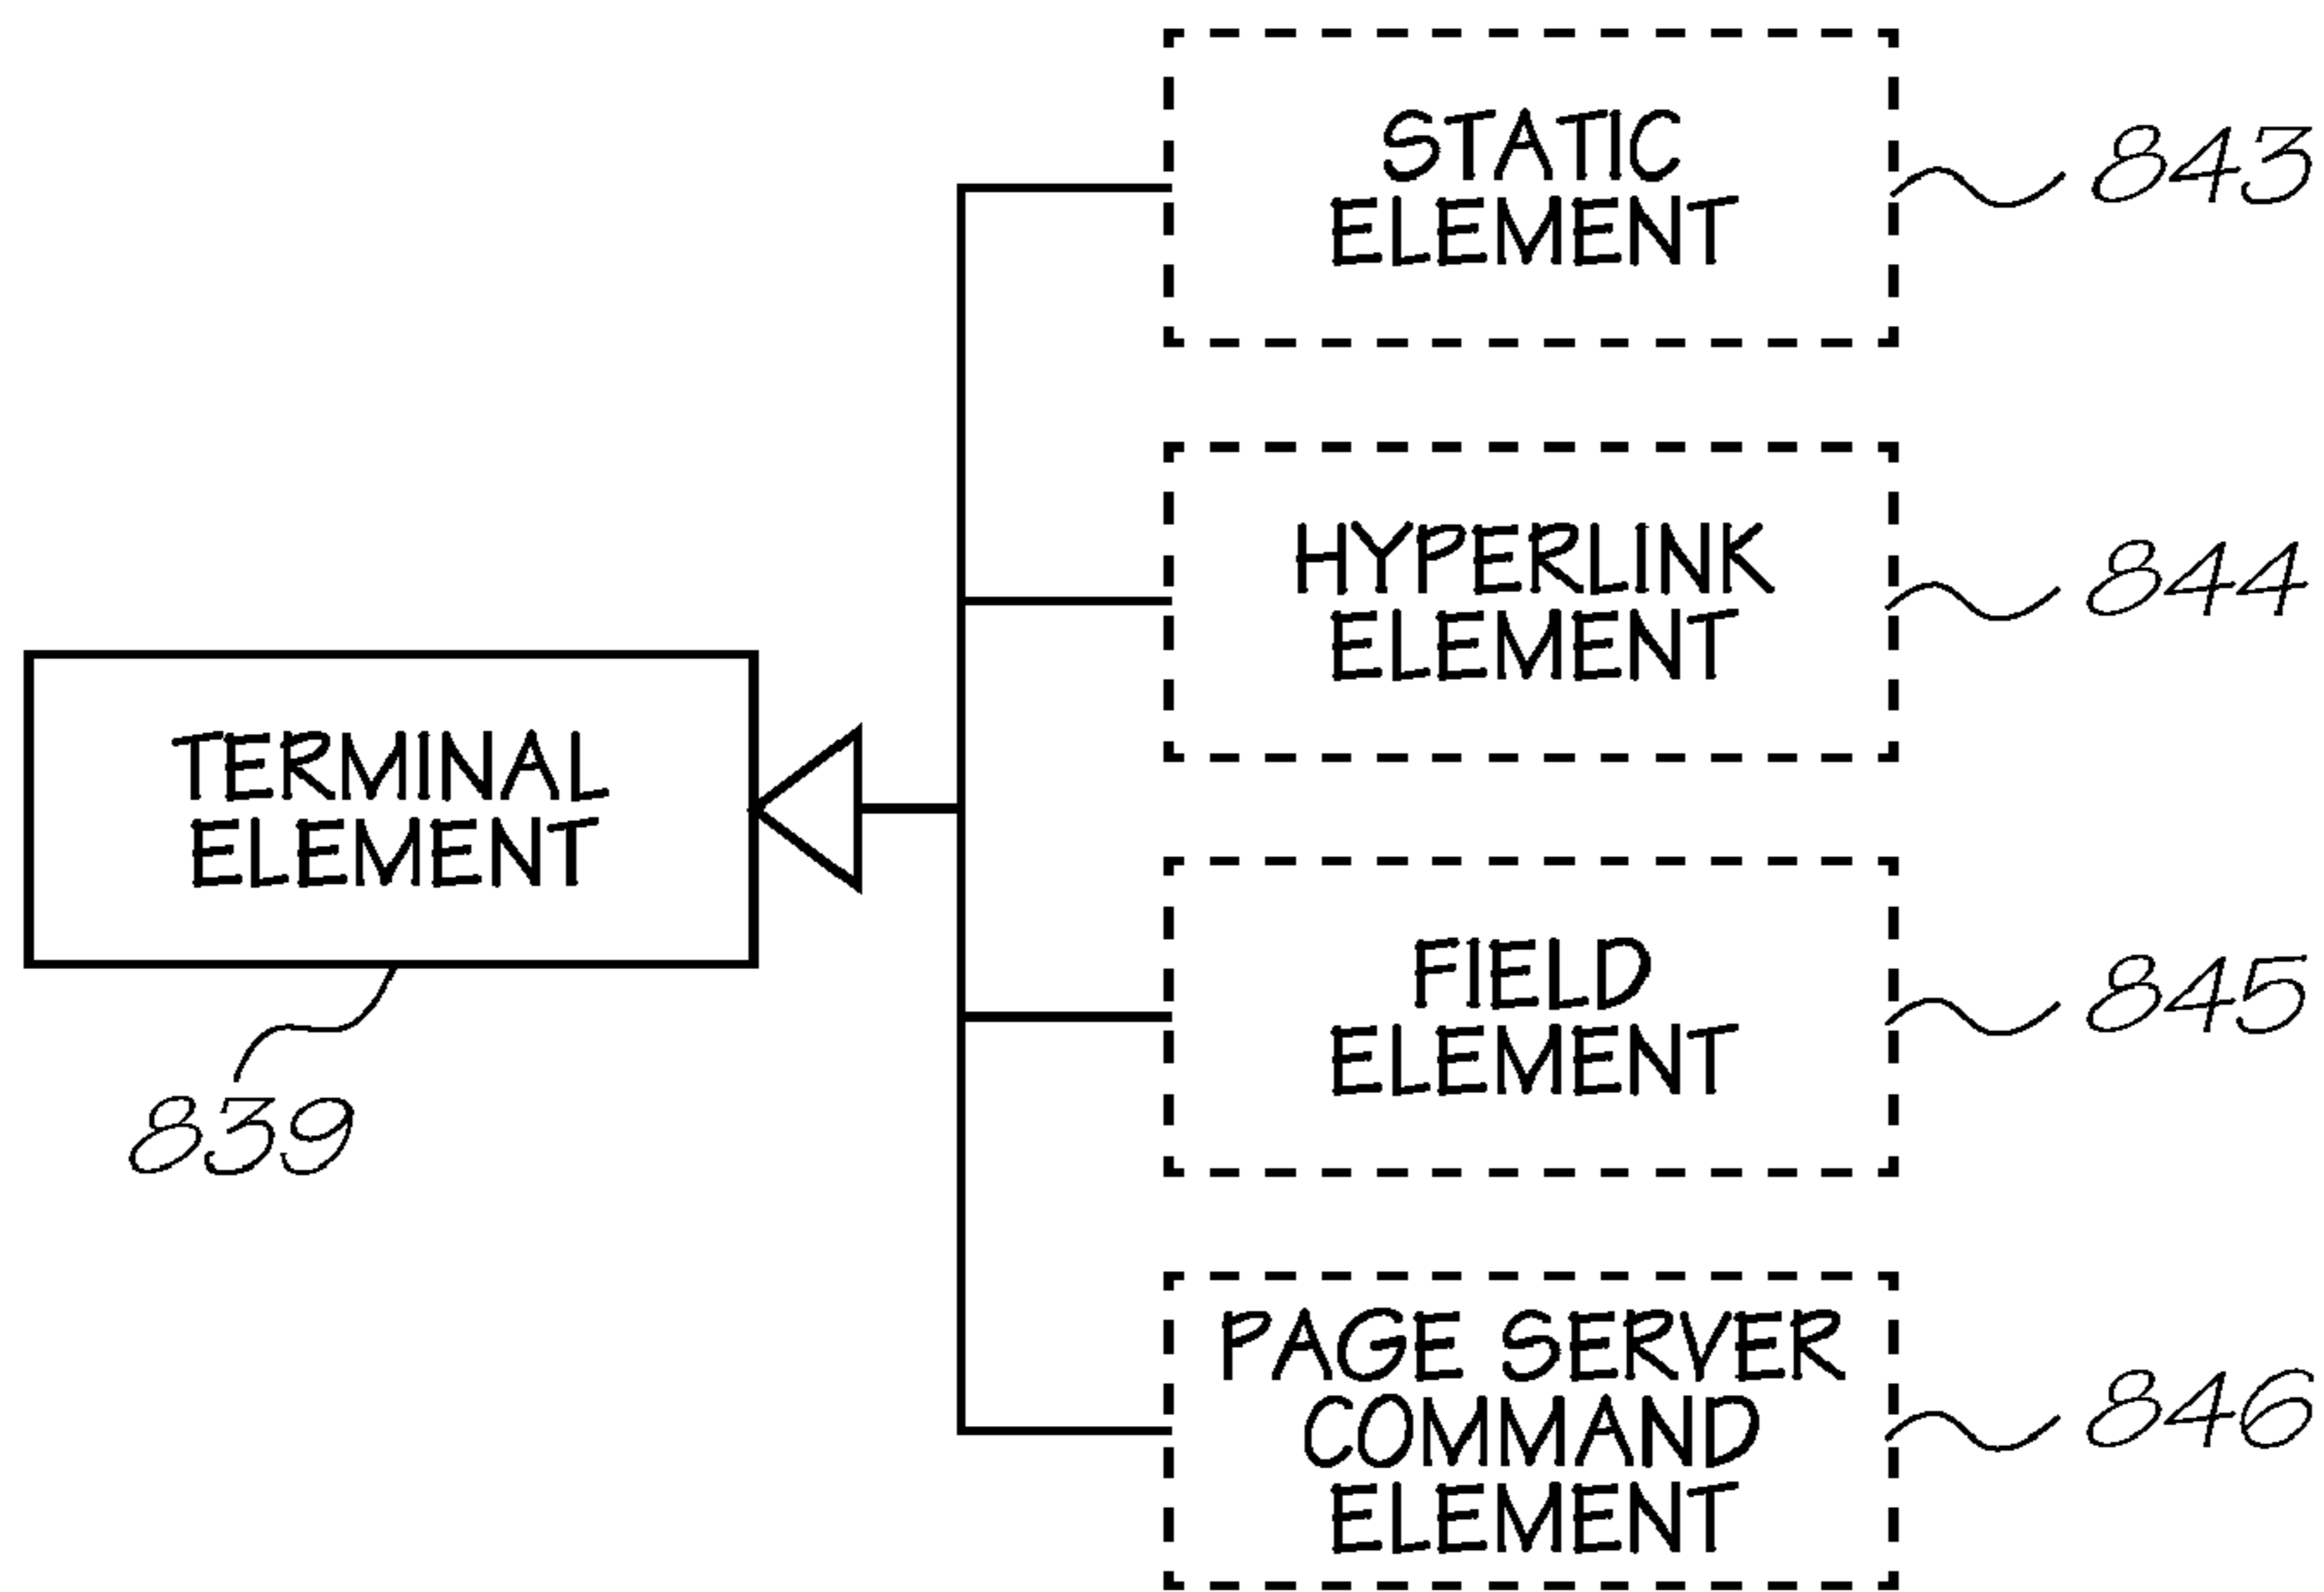 STATIC
ELEMENT
843
HYPERLINK
ELEMENT
844
TERMINAL
ELEMENT
839
FIELD
ELEMENT
845
PAGE SERVER
COMMAND
ELEMENT
846